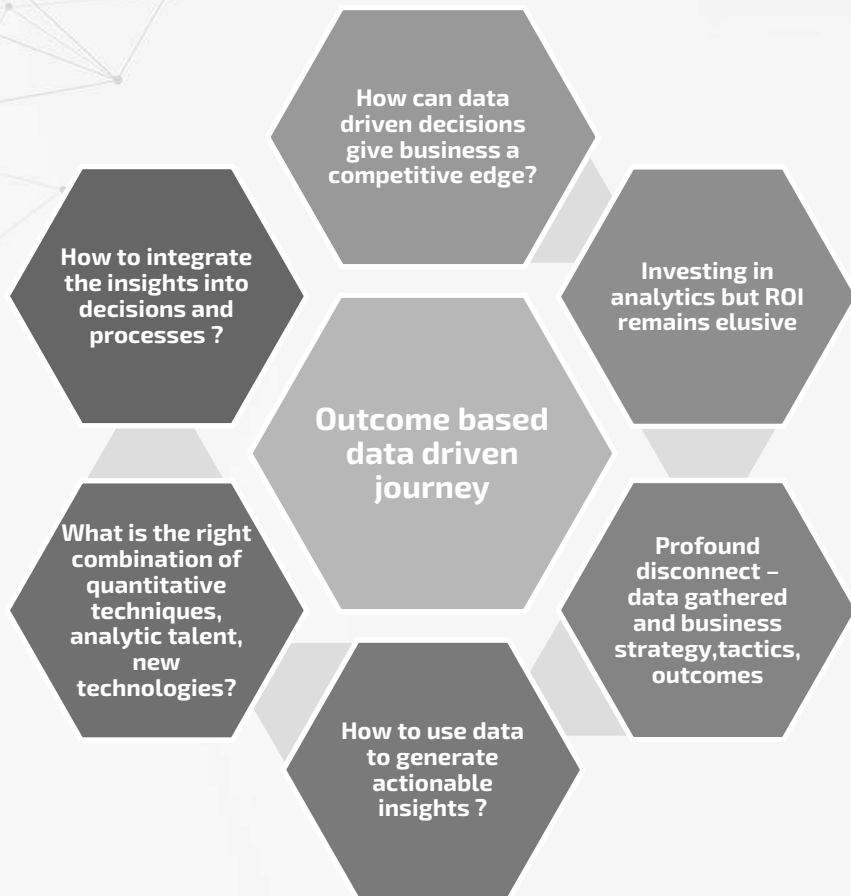 How can data
driven decisions
give business a
competitive edge?
Investing in
analytics but ROI
remains elusive
Profound
disconnect –
data gathered
and business
strategy,tactics,
outcomes
How to use data
to generate
actionable
insights ?
What is the right
combination of
quantitative
techniques,
analytic talent,
new
technologies?
How to integrate
the insights into
decisions and
processes ?
Outcome based
data driven
journey